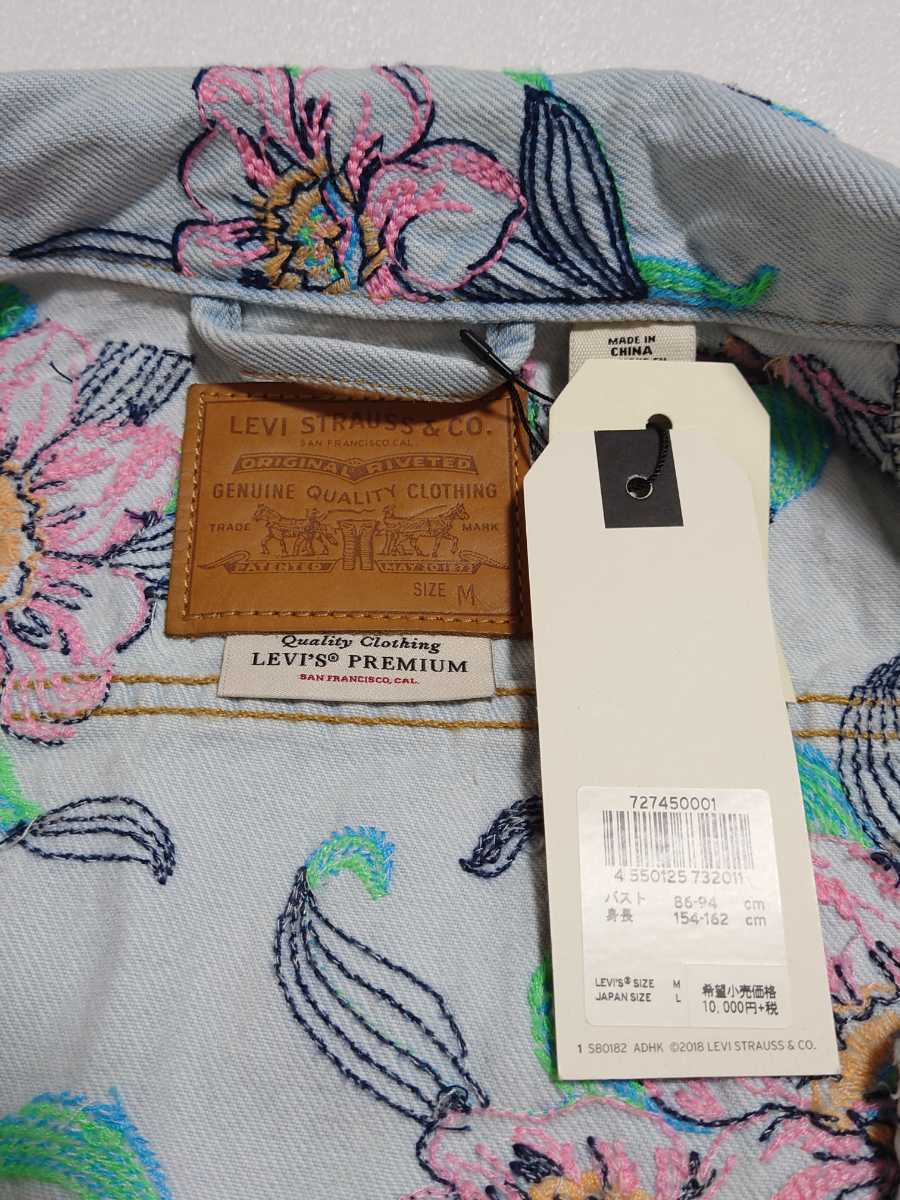 MADE IN
CHINA
LEVI STRAUSS & CO.
SAN FRANCISCO CAL.
ORIGINAL RIVETED
GENUINE QUALITY CLOTHING
TRADE MARK
PATENTED MAY 20 1873
SIZE M
Quality Clothing
LEVI'S® PREMIUM
SAN FRANCISCO, CAL.
727450001
4 550125 732011
バスト 86-94 cm
身長 154-162 cm
LEVI'S® SIZE M
JAPAN SIZE L
希望小売価格
10,000円+税
1 S80182 ADHK ©2018 LEVI STRAUSS & CO.